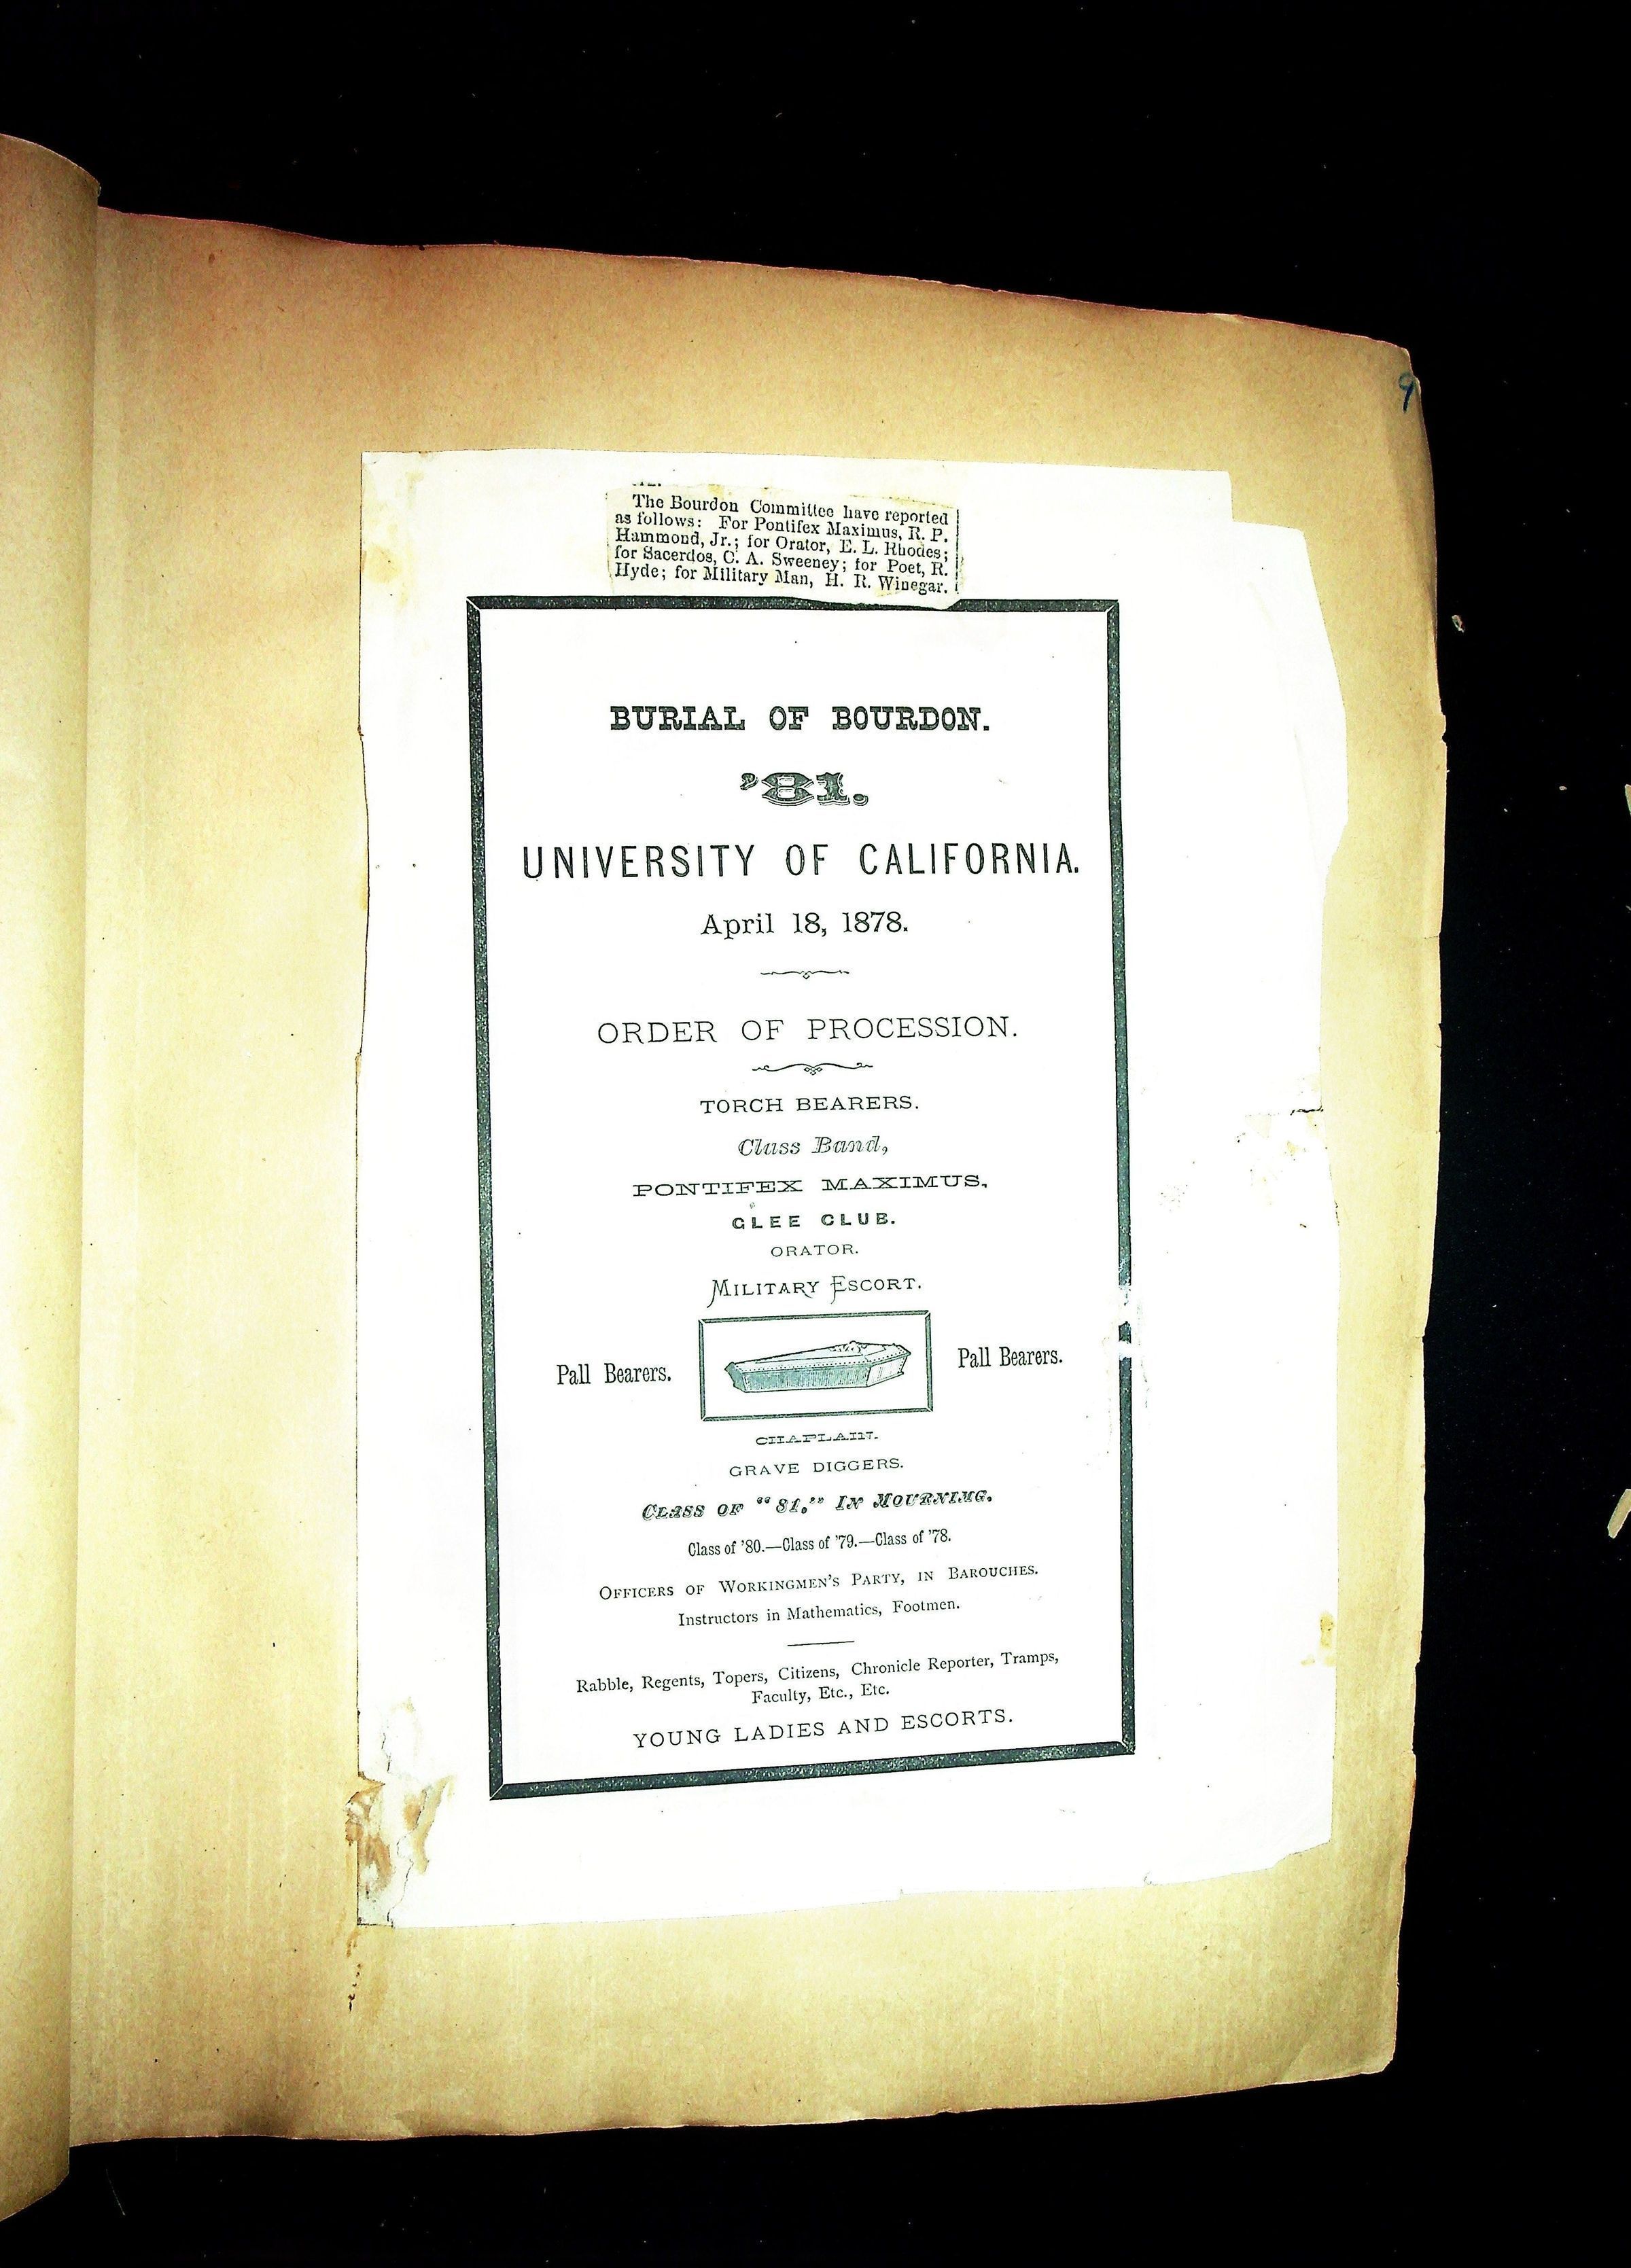 9
The Bourdon Committee have reported
as follows: For Pontifex Maximus, R. P.
Hammond, Jr.; for Orator, E. L. Rhodes;
for Sacerdos, C. A. Sweeney; for Poet, R.
Hyde; for Military Man, H. R. Winegar.
BURIAL OF BOURDON.
'81.
UNIVERSITY OF CALIFORNIA.
April 18, 1878.
ORDER OF PROCESSION.
TORCH BEARERS.
Class Band,
PONTIFEX MAXIMUS,
GLEE CLUB.
ORATOR.
MILITARY ESCORT.
Pall Bearers. Pall Bearers.
CHAPLAIN.
GRAVE DIGGERS.
CLASS OF "81," IN MOURNING.
Class of '80.—Class of '79.—Class of '78.
OFFICERS OF WORKINGMEN'S PARTY, IN BAROUCHES.
Instructors in Mathematics, Footmen.
Rabble, Regents, Topers, Citizens, Chronicle Reporter, Tramps,
Faculty, Etc., Etc.
YOUNG LADIES AND ESCORTS.